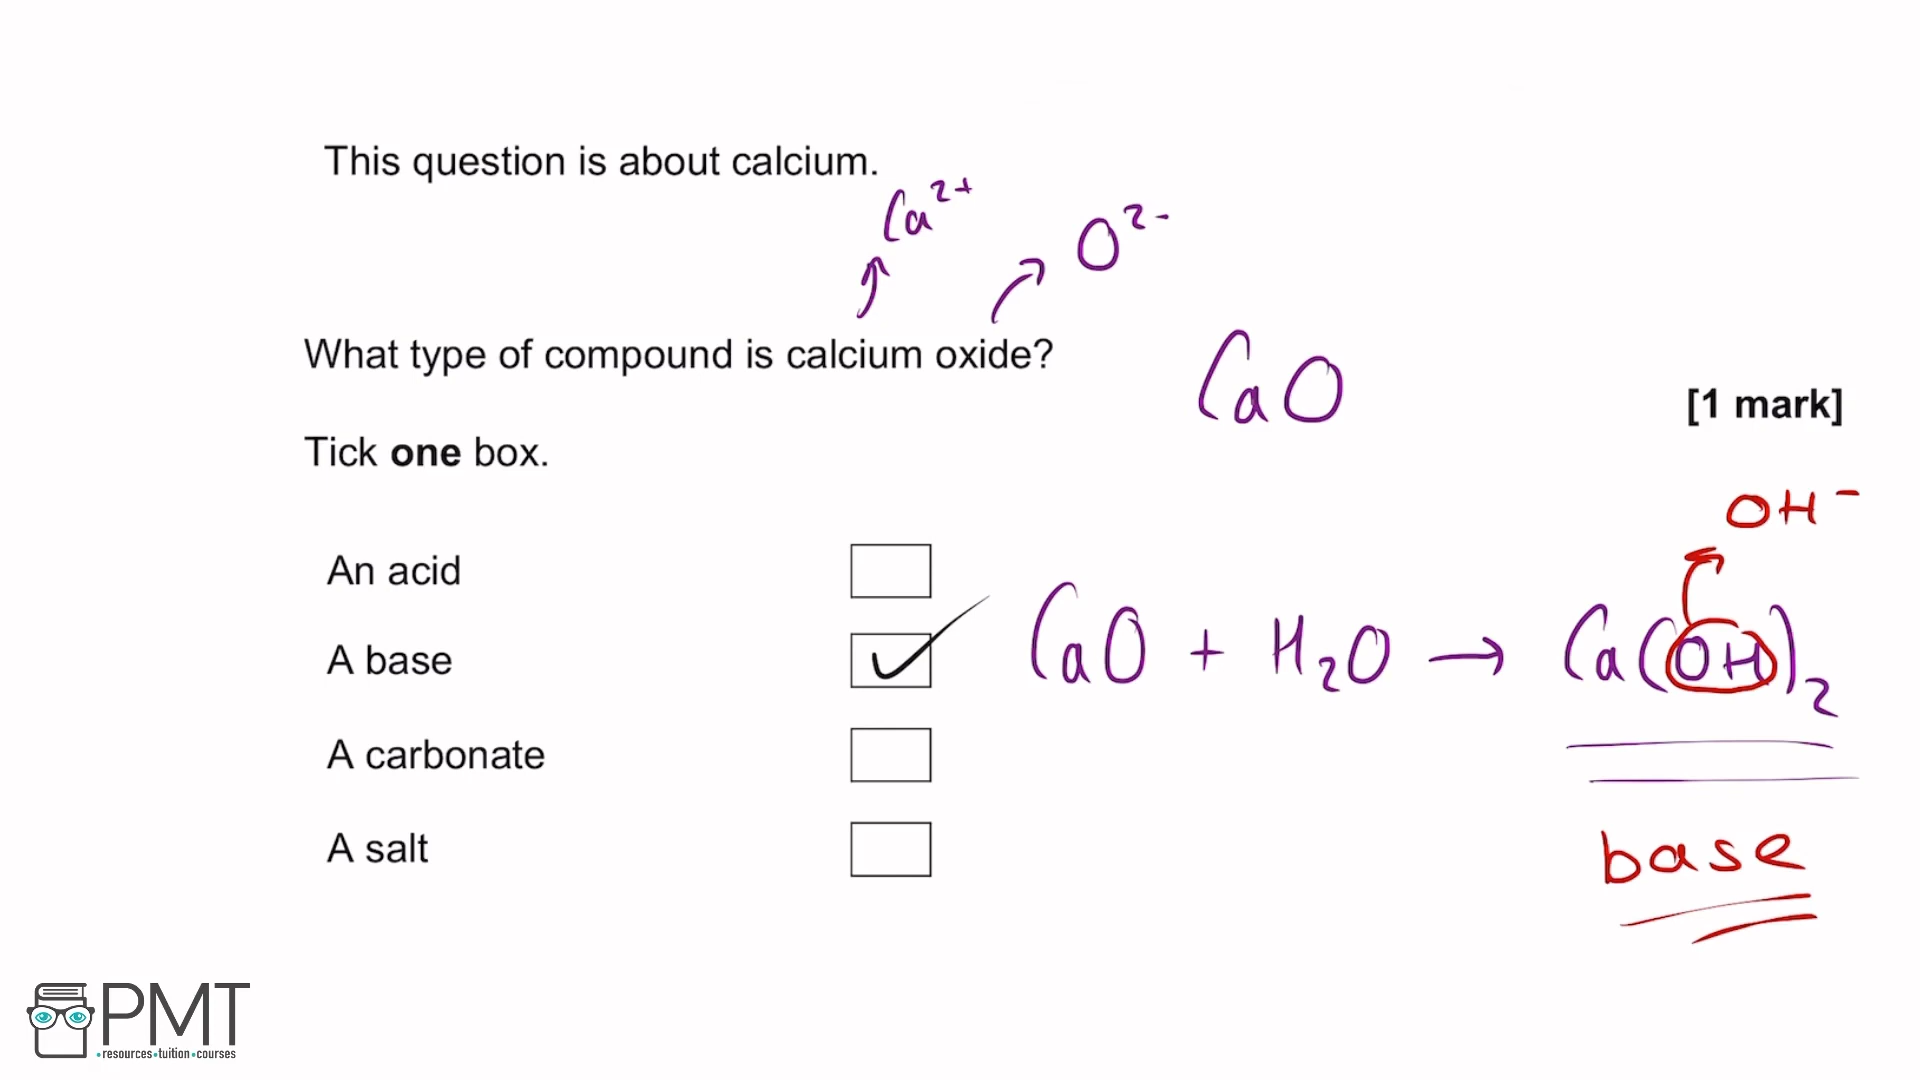 This question is about calcium.
Ca²⁺
O²⁻
What type of compound is calcium oxide?
CaO
[1 mark]
Tick one box.
OH⁻
An acid
A base ✓ CaO + H₂O → Ca(OH)₂
A carbonate
A salt
base
PMT
•resources•tuition•courses